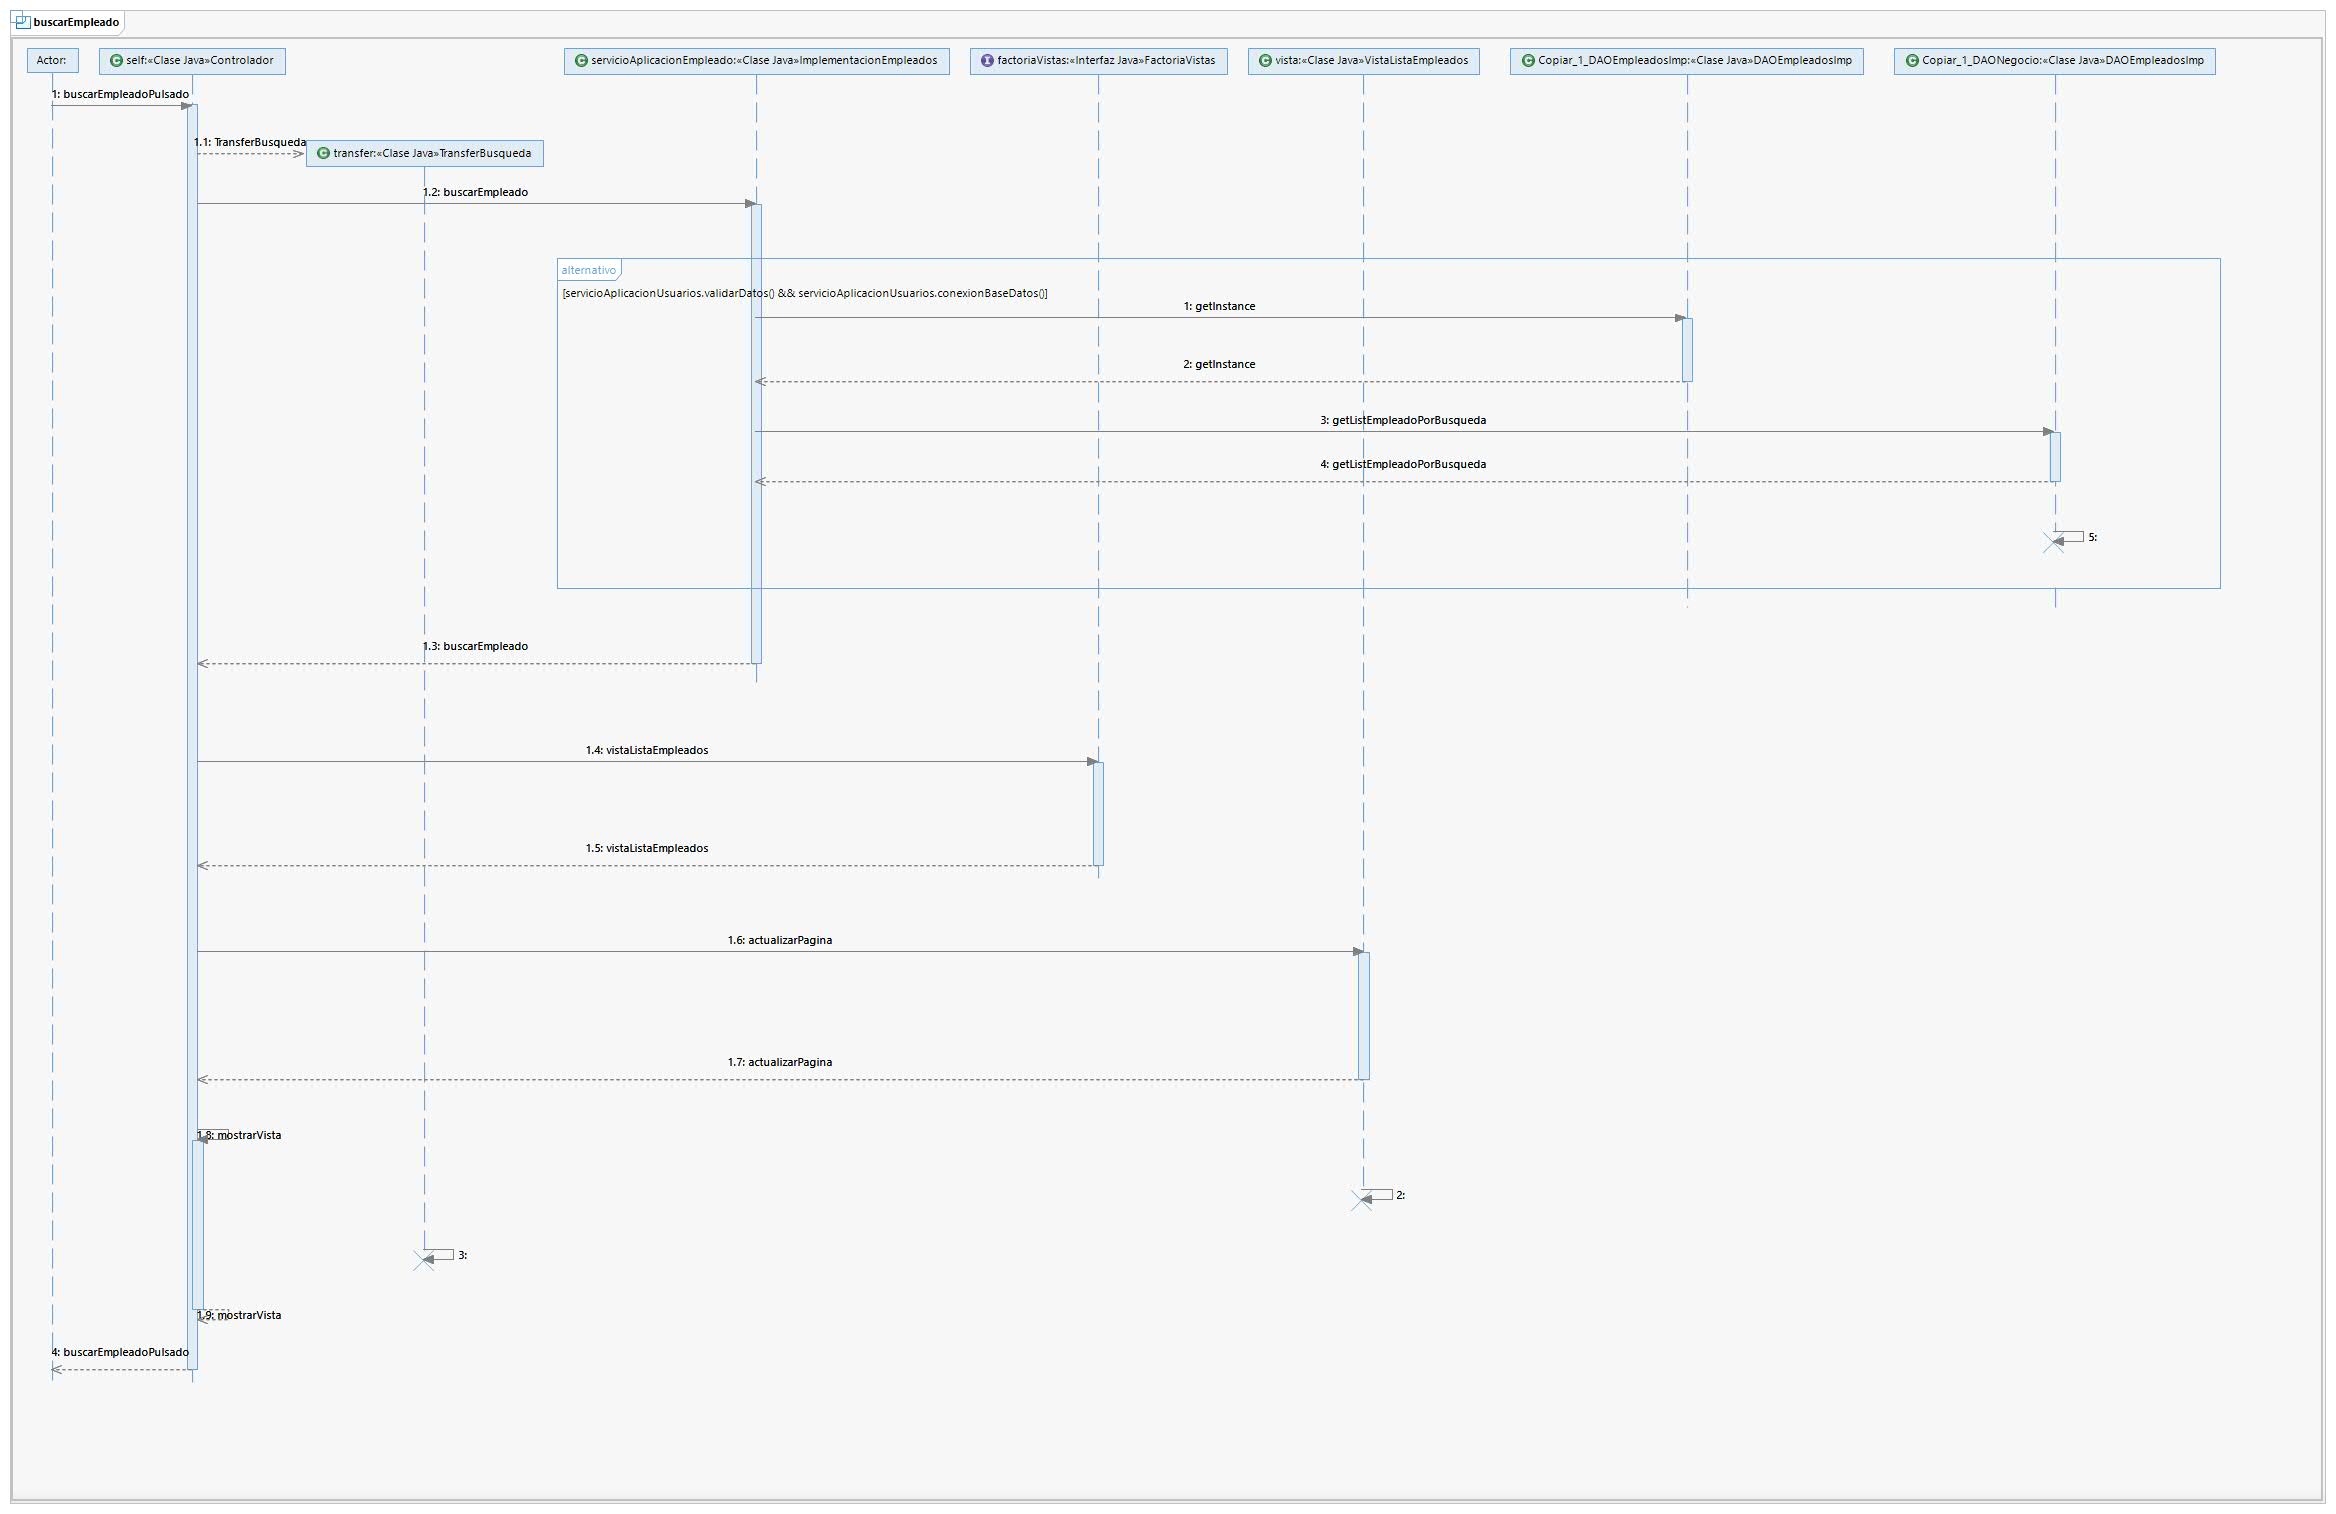 buscarEmpleado
Actor:
self:«Clase Java»Controlador
servicioAplicacionEmpleado:«Clase Java»ImplementacionEmpleados
factoriaVistas:«Interfaz Java»FactoriaVistas
vista:«Clase Java»VistaListaEmpleados
Copiar_1_DAOEmpleadosImp:«Clase Java»DAOEmpleadosImp
Copiar_1_DAONegocio:«Clase Java»DAOEmpleadosImp
1: buscarEmpleadoPulsado
1.1: TransferBusqueda
transfer:«Clase Java»TransferBusqueda
1.2: buscarEmpleado
alternativo
[servicioAplicacionUsuarios.validarDatos() && servicioAplicacionUsuarios.conexionBaseDatos()]
1: getInstance
2: getInstance
3: getListEmpleadoPorBusqueda
4: getListEmpleadoPorBusqueda
5:
1.3: buscarEmpleado
1.4: vistaListaEmpleados
1.5: vistaListaEmpleados
1.6: actualizarPagina
1.7: actualizarPagina
1.8: mostrarVista
2:
3:
1.9: mostrarVista
4: buscarEmpleadoPulsado